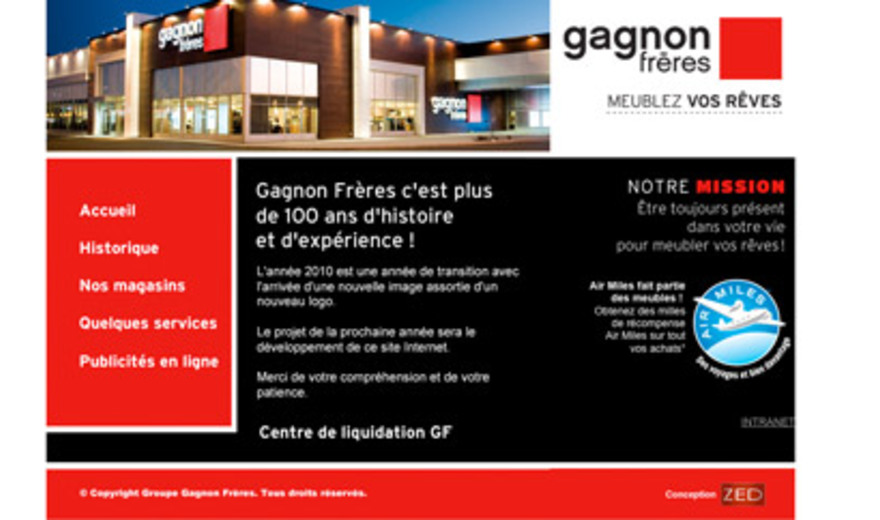 gagnon
frères
gagnon
frères
gagnon
frères
MEUBLEZ VOS RÊVES
Accueil
Historique
Nos magasins
Quelques services
Publicités en ligne
Gagnon Frères c'est plus
de 100 ans d'histoire
et d'expérience !
L'année 2010 est une année de transition avec
l'arrivée d'une nouvelle image assortie d'un
nouveau logo.
Le projet de la prochaine année sera le
développement de ce site Internet.
Merci de votre compréhension et de votre
patience.
Centre de liquidation GF
NOTRE MISSION
Être toujours présent
dans votre vie
pour meubler vos rêves!
Air Miles fait partie
des meubles !
Obtenez des milles
de récompense
Air Miles sur tout
vos achats*
AIR MILES
Des voyages et bien davantage
INTRANET
© Copyright Groupe Gagnon Frères. Tous droits réservés.
Conception ZED